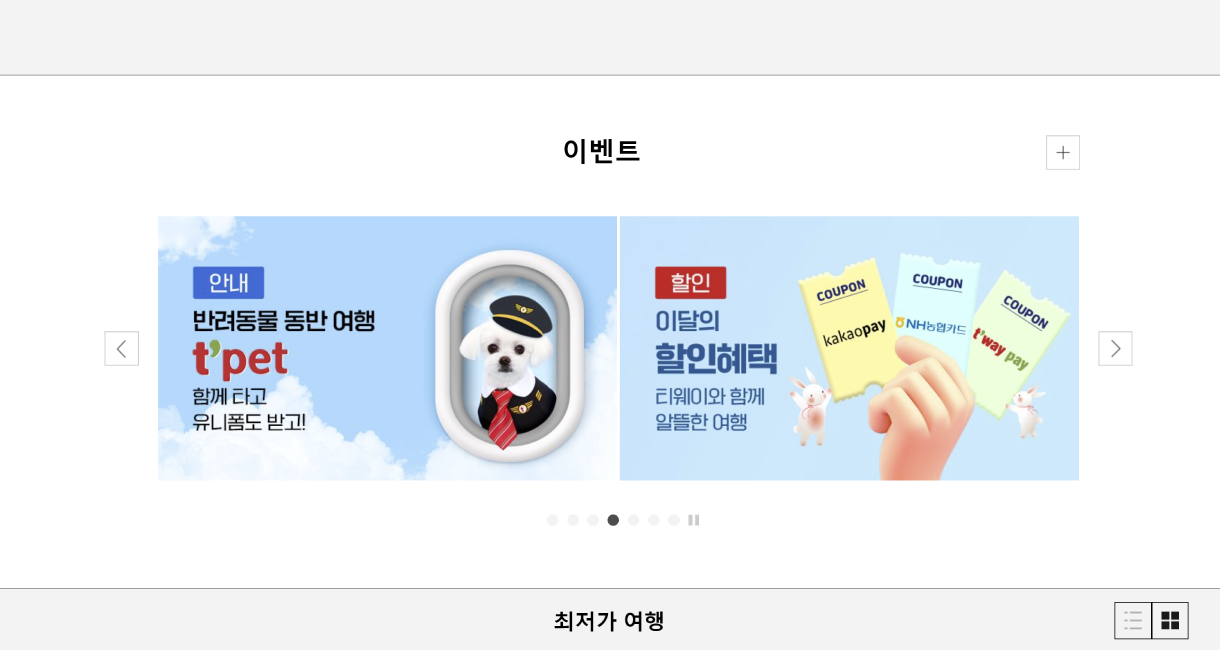 이벤트
안내
반려동물 동반 여행
t'pet
함께 타고
유니폼도 받고!
할인
이달의
할인혜택
티웨이와 함께
알뜰한 여행
COUPON
kakaopay
COUPON
NH농협카드
COUPON
t'way pay
최저가 여행